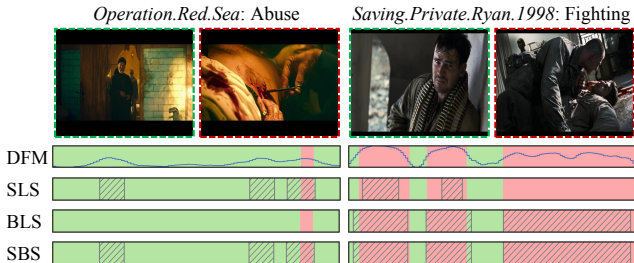 Operation.Red.Sea: Abuse
Saving.Private.Ryan.1998: Fighting
DFM
SLS
BLS
SBS